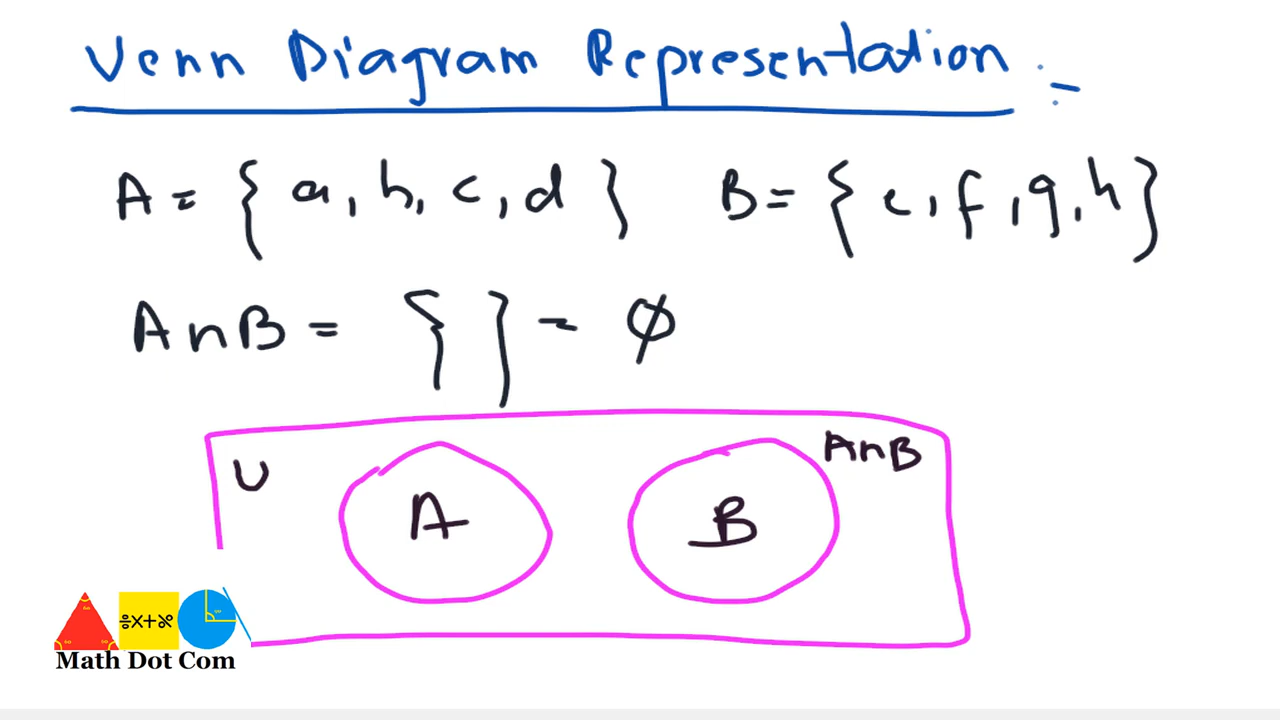 Venn Diagram Representation :-
A = { a, b, c, d } B = { e, f, g, h }
A∩B = { } = ϕ
U
A∩B
A
B
÷×+%
Math Dot Com